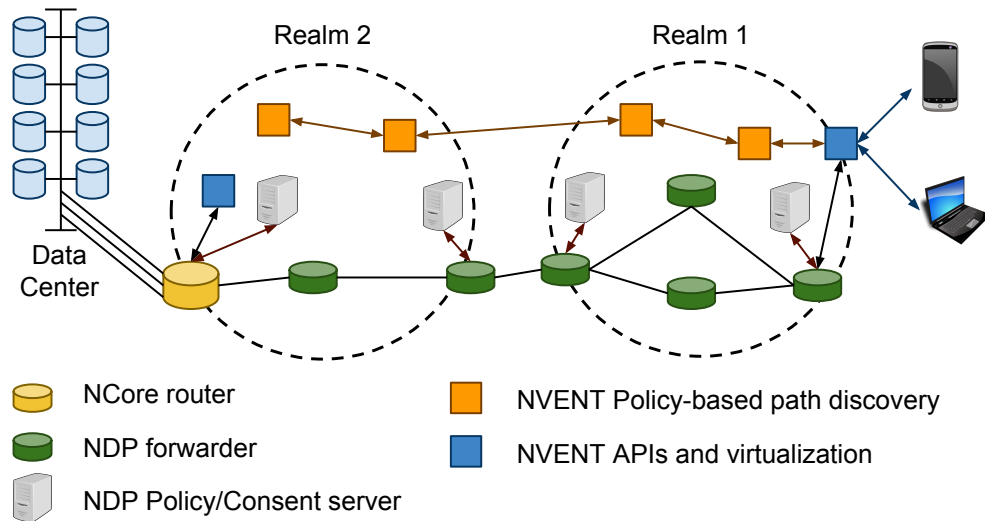 Realm 2
Realm 1
Data
Center
NCore router
NVENT Policy-based path discovery
NDP forwarder
NVENT APIs and virtualization
NDP Policy/Consent server